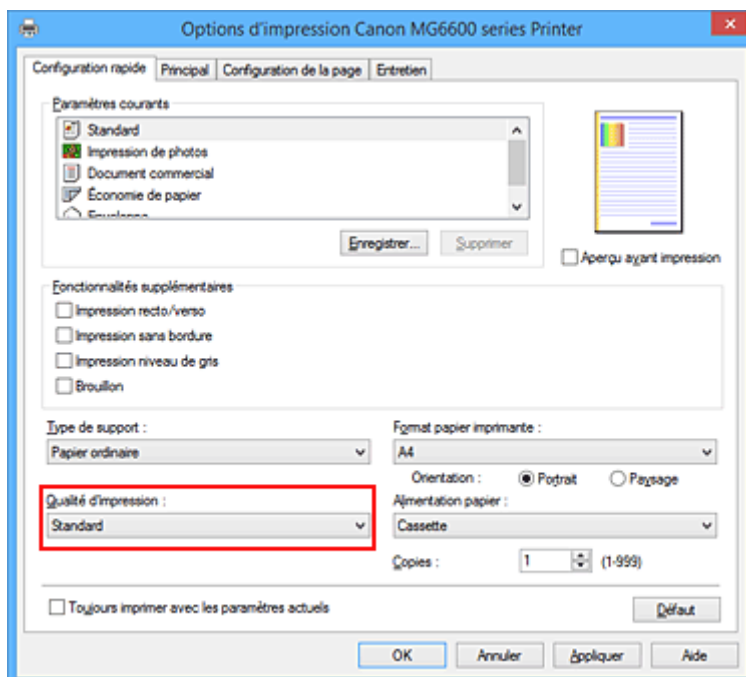 Options d'impression Canon MG6600 series Printer
Configuration rapide Principal Configuration de la page Entretien
Paramètres courants
Standard
Impression de photos
Document commercial
Économie de papier
Enregistrer... Supprimer
Aperçu avant impression
Fonctionnalités supplémentaires
Impression recto/verso
Impression sans bordure
Impression niveau de gris
Brouillon
Type de support : Format papier imprimante :
Papier ordinaire A4
Orientation : Portrait Paysage
Qualité d'impression : Alimentation papier :
Standard Cassette
Copies : 1 (1-999)
Toujours imprimer avec les paramètres actuels Défaut
OK Annuler Appliquer Aide